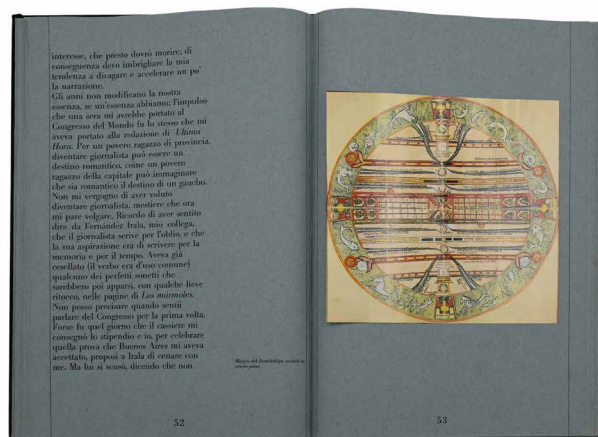 interesse, che presto dovrò morire; di
conseguenza devo imbrigliare la mia
tendenza a divagare e accelerare un po'
la narrazione.
Gli anni non modificano la nostra
essenza, se un'essenza abbiamo; l'impulso
che una sera mi avrebbe portato al
Congresso del Mondo fu lo stesso che mi
aveva portato alla redazione di Ultima
Hora. Per un povero ragazzo di provincia,
diventare giornalista può essere un
destino romantico, come un povero
ragazzo della capitale può immaginare
che sia romantico il destino di un gaucho.
Non mi vergogno di aver voluto
diventare giornalista, mestiere che ora
mi pare volgare. Ricordo di aver sentito
dire da Fernández Irala, mio collega,
che il giornalista scrive per l'oblio, e che
la sua aspirazione era di scrivere per la
memoria e per il tempo. Aveva già
cesellato (il verbo era d'uso comune)
qualcuno dei perfetti sonetti che
sarebbero poi apparsi, con qualche lieve
ritocco, nelle pagine di Los mármoles.
Non posso precisare quando sentii
parlare del Congresso per la prima volta.
Forse fu quel giorno che il cassiere mi
consegnò lo stipendio e io, per celebrare
quella prova che Buenos Aires mi aveva
accettato, proposi a Irala di cenare con
me. Ma lui si scusò, dicendo che non
Mappa del
52
53